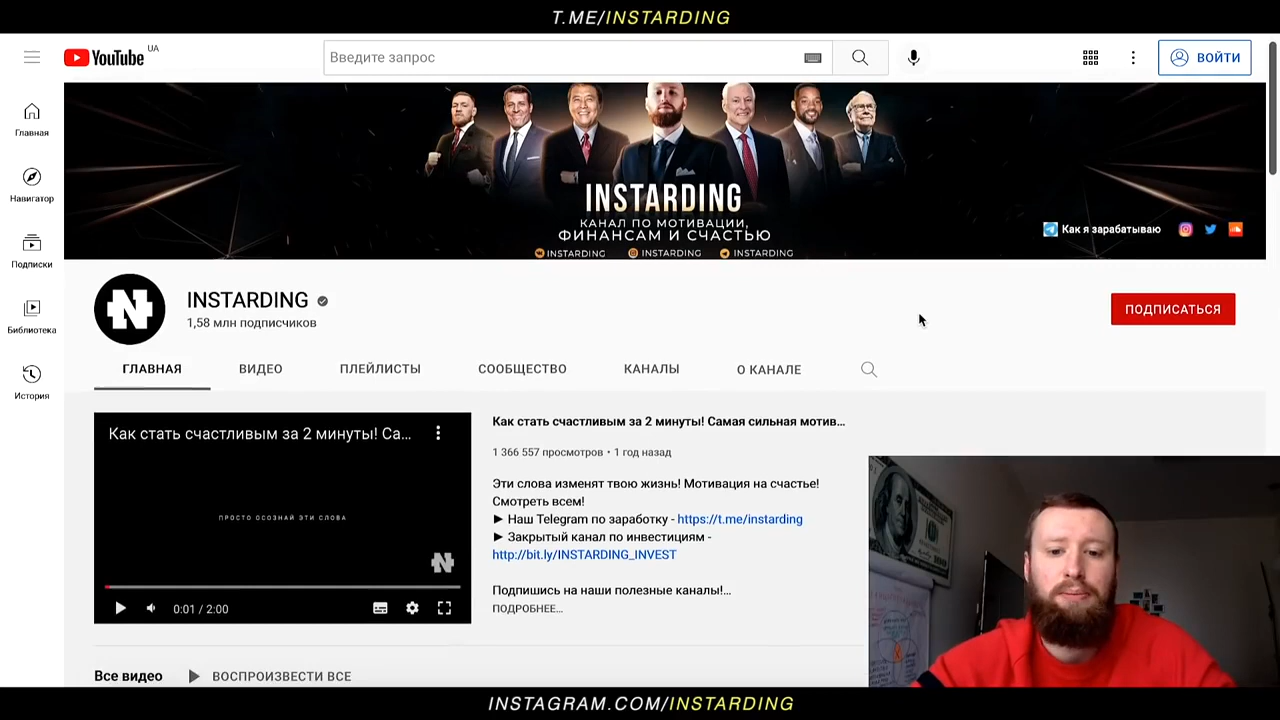 T.ME/INSTARDING
YouTube UA
Введите запрос
ВОЙТИ
Главная
Навигатор
Подписки
Библиотека
История
INSTARDING
КАНАЛ ПО МОТИВАЦИИ,
ФИНАНСАМ И СЧАСТЬЮ
INSTARDING INSTARDING INSTARDING
Как я зарабатываю
INSTARDING
1,58 млн подписчиков
ПОДПИСАТЬСЯ
ГЛАВНАЯ ВИДЕО ПЛЕЙЛИСТЫ СООБЩЕСТВО КАНАЛЫ О КАНАЛЕ
Как стать счастливым за 2 минуты! Са...
ПРОСТО ОСОЗНАЙ ЭТИ СЛОВА
0:01 / 2:00
Как стать счастливым за 2 минуты! Самая сильная мотив...
1 366 557 просмотров • 1 год назад
Эти слова изменят твою жизнь! Мотивация на счастье!
Смотреть всем!
► Наш Telegram по заработку - https://t.me/instarding
► Закрытый канал по инвестициям -
http://bit.ly/INSTARDING_INVEST
Подпишись на наши полезные каналы!...
ПОДРОБНЕЕ...
Все видео ВОСПРОИЗВЕСТИ ВСЕ
INSTAGRAM.COM/INSTARDING